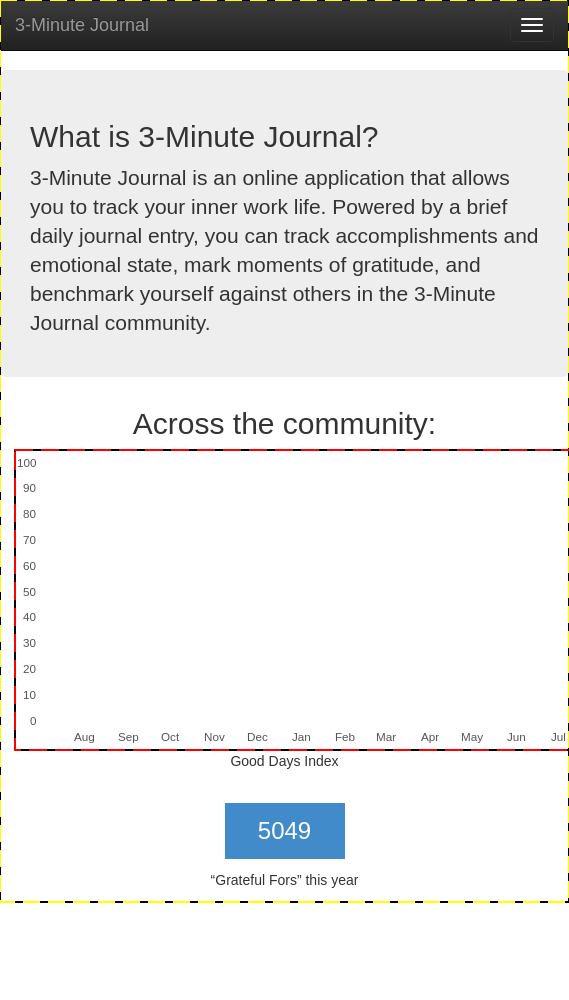 3-Minute Journal
What is 3-Minute Journal?
3-Minute Journal is an online application that allows
you to track your inner work life. Powered by a brief
daily journal entry, you can track accomplishments and
emotional state, mark moments of gratitude, and
benchmark yourself against others in the 3-Minute
Journal community.
Across the community:
100
90
80
70
60
50
40
30
20
10
0
Aug Sep Oct Nov Dec Jan Feb Mar Apr May Jun Jul
Good Days Index
5049
“Grateful Fors” this year